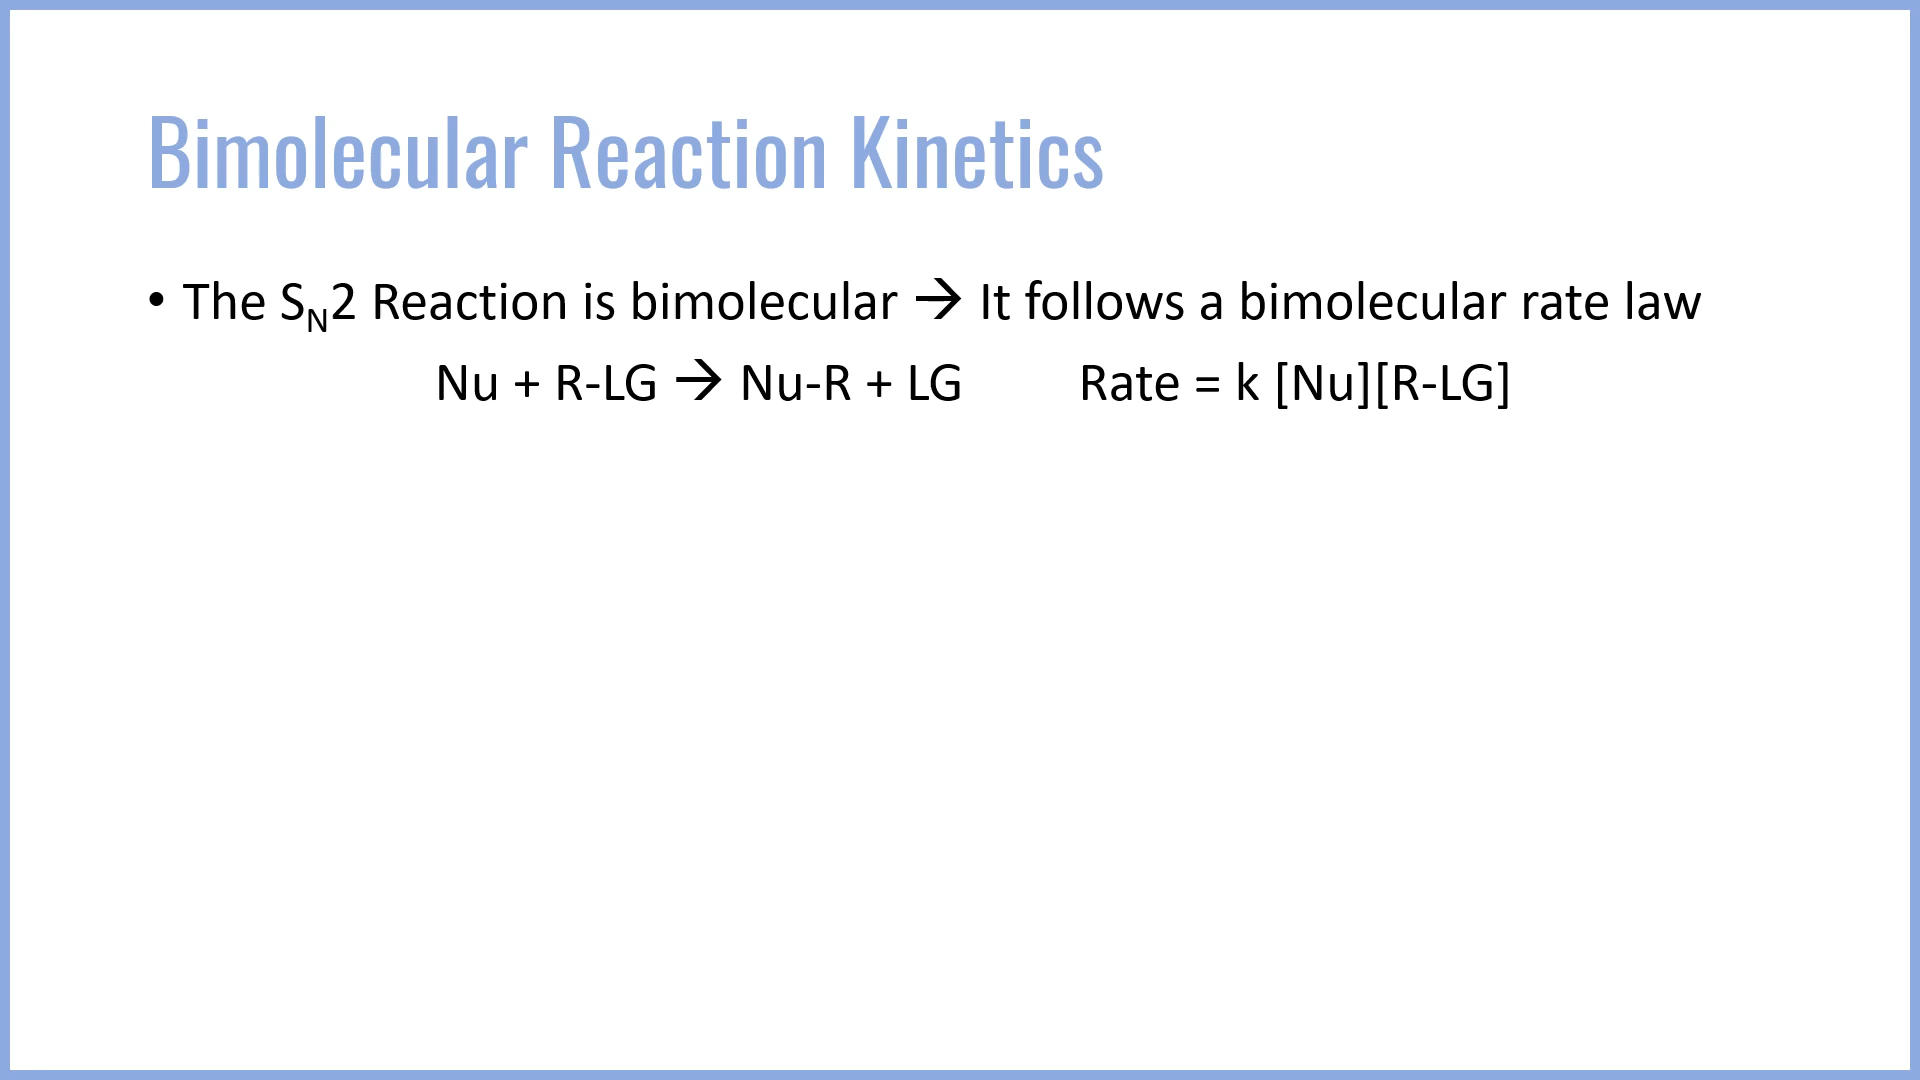 Bimolecular Reaction Kinetics
• The SN2 Reaction is bimolecular → It follows a bimolecular rate law
Nu + R-LG → Nu-R + LG Rate = k [Nu][R-LG]